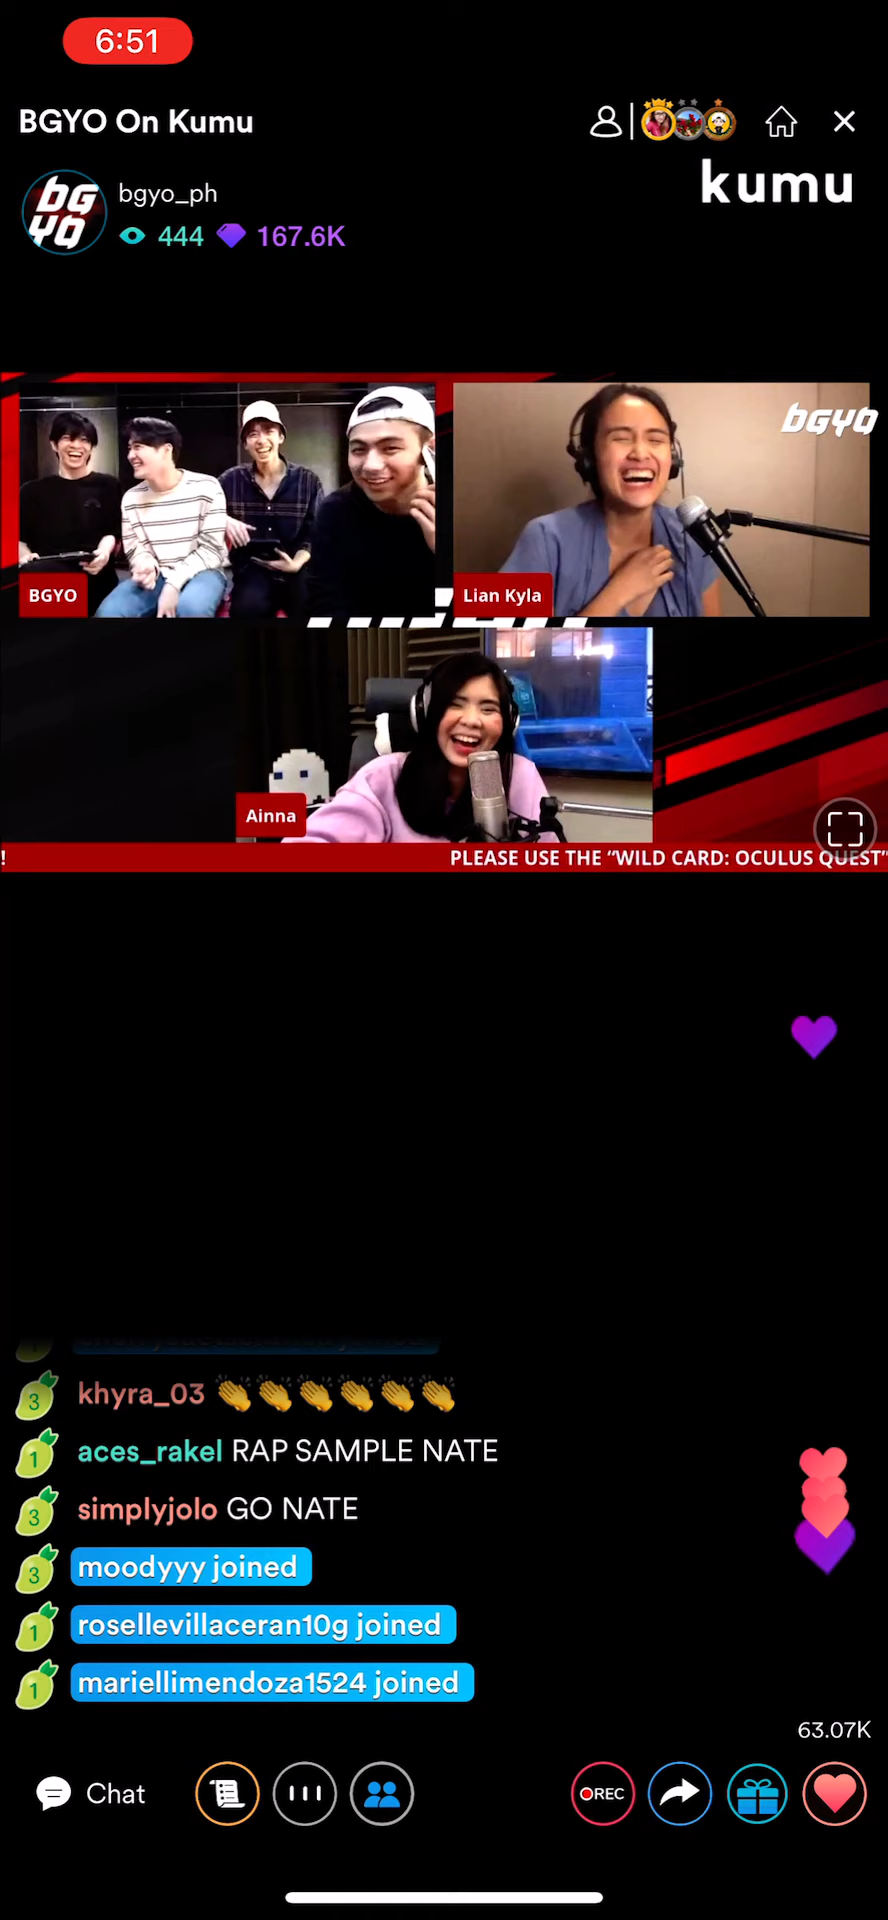 6:51
BGYO On Kumu
kumu
BG
YO
bgyo_ph
444 167.6K
BGYO
BGYO
Lian Kyla
Ainna
! PLEASE USE THE “WILD CARD: OCULUS QUEST”
3 khyra_03 👏👏👏👏👏👏
1 aces_rakel RAP SAMPLE NATE
3 simplyjolo GO NATE
3 moodyyy joined
1 rosellevillaceran10g joined
1 mariellimendoza1524 joined
63.07K
Chat
REC